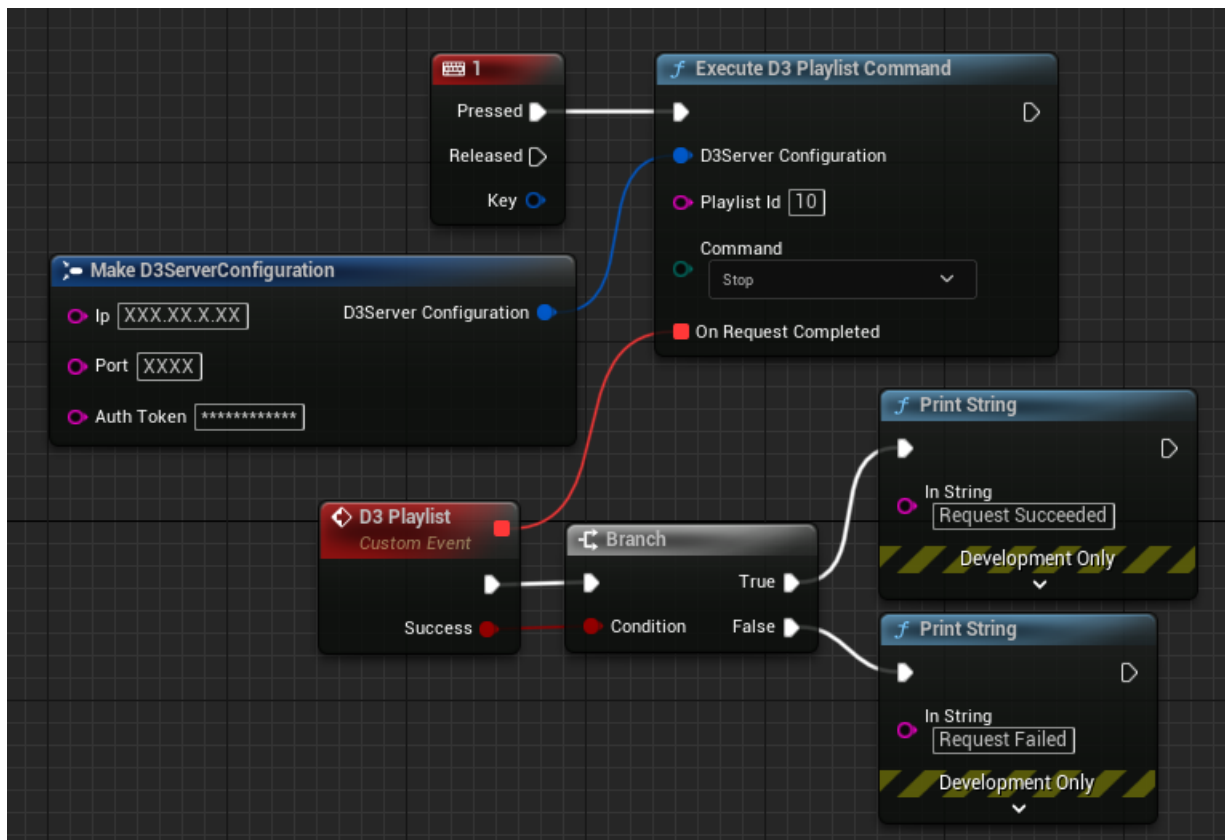 1
Pressed
Released
Key
Execute D3 Playlist Command
D3Server Configuration
Playlist Id 10
Command
Stop
On Request Completed
Make D3ServerConfiguration
Ip XXX.XX.X.XX
D3Server Configuration
Port XXXX
Auth Token ************
D3 Playlist
Custom Event
Success
Branch
True
Condition
False
Print String
In String
Request Succeeded
Development Only
Print String
In String
Request Failed
Development Only